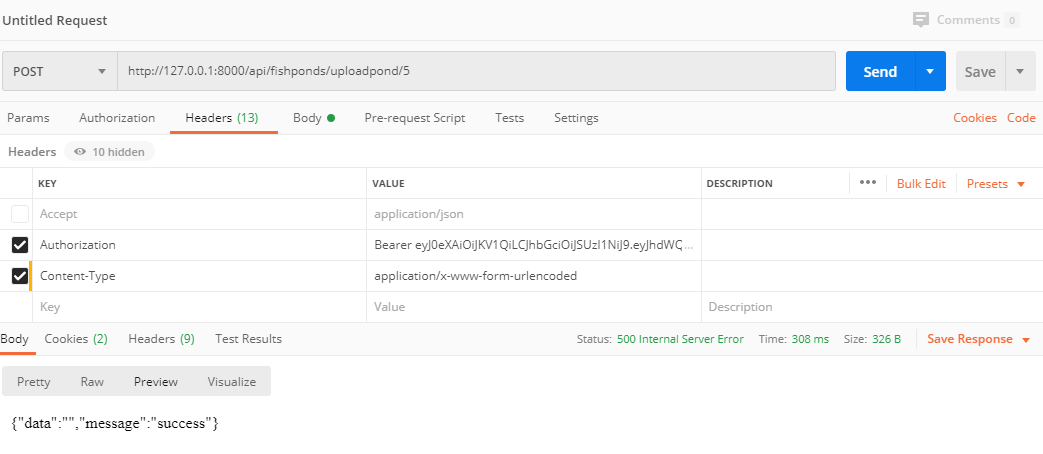 Untitled Request Comments 0
POST http://127.0.0.1:8000/api/fishponds/uploadpond/5 Send Save
Params Authorization Headers (13) Body Pre-request Script Tests Settings Cookies Code
Headers 10 hidden
KEY VALUE DESCRIPTION ••• Bulk Edit Presets
Accept application/json
Authorization Bearer eyJ0eXAiOiJKV1QiLCJhbGciOiJSUzI1NiJ9.eyJhdWQ...
Content-Type application/x-www-form-urlencoded
Key Value Description
Body Cookies (2) Headers (9) Test Results Status: 500 Internal Server Error Time: 308 ms Size: 326 B Save Response
Pretty Raw Preview Visualize
{"data":"","message":"success"}